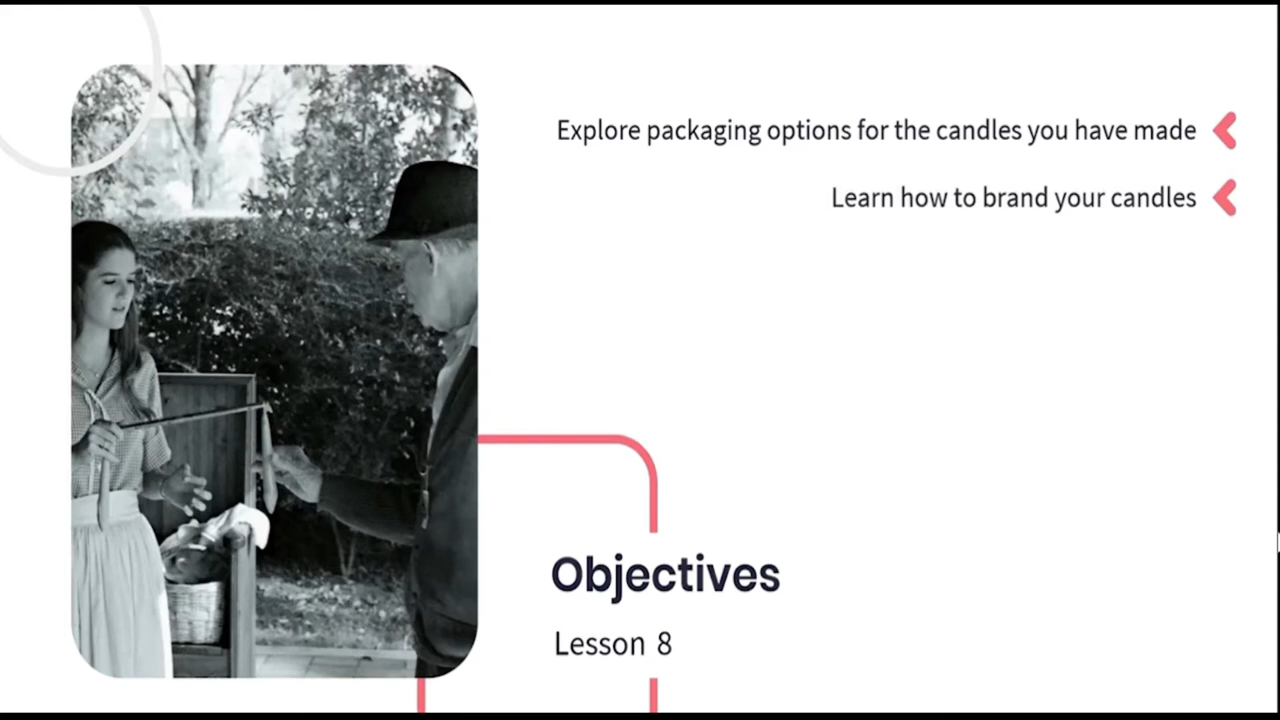 Explore packaging options for the candles you have made
Learn how to brand your candles
Objectives
Lesson 8